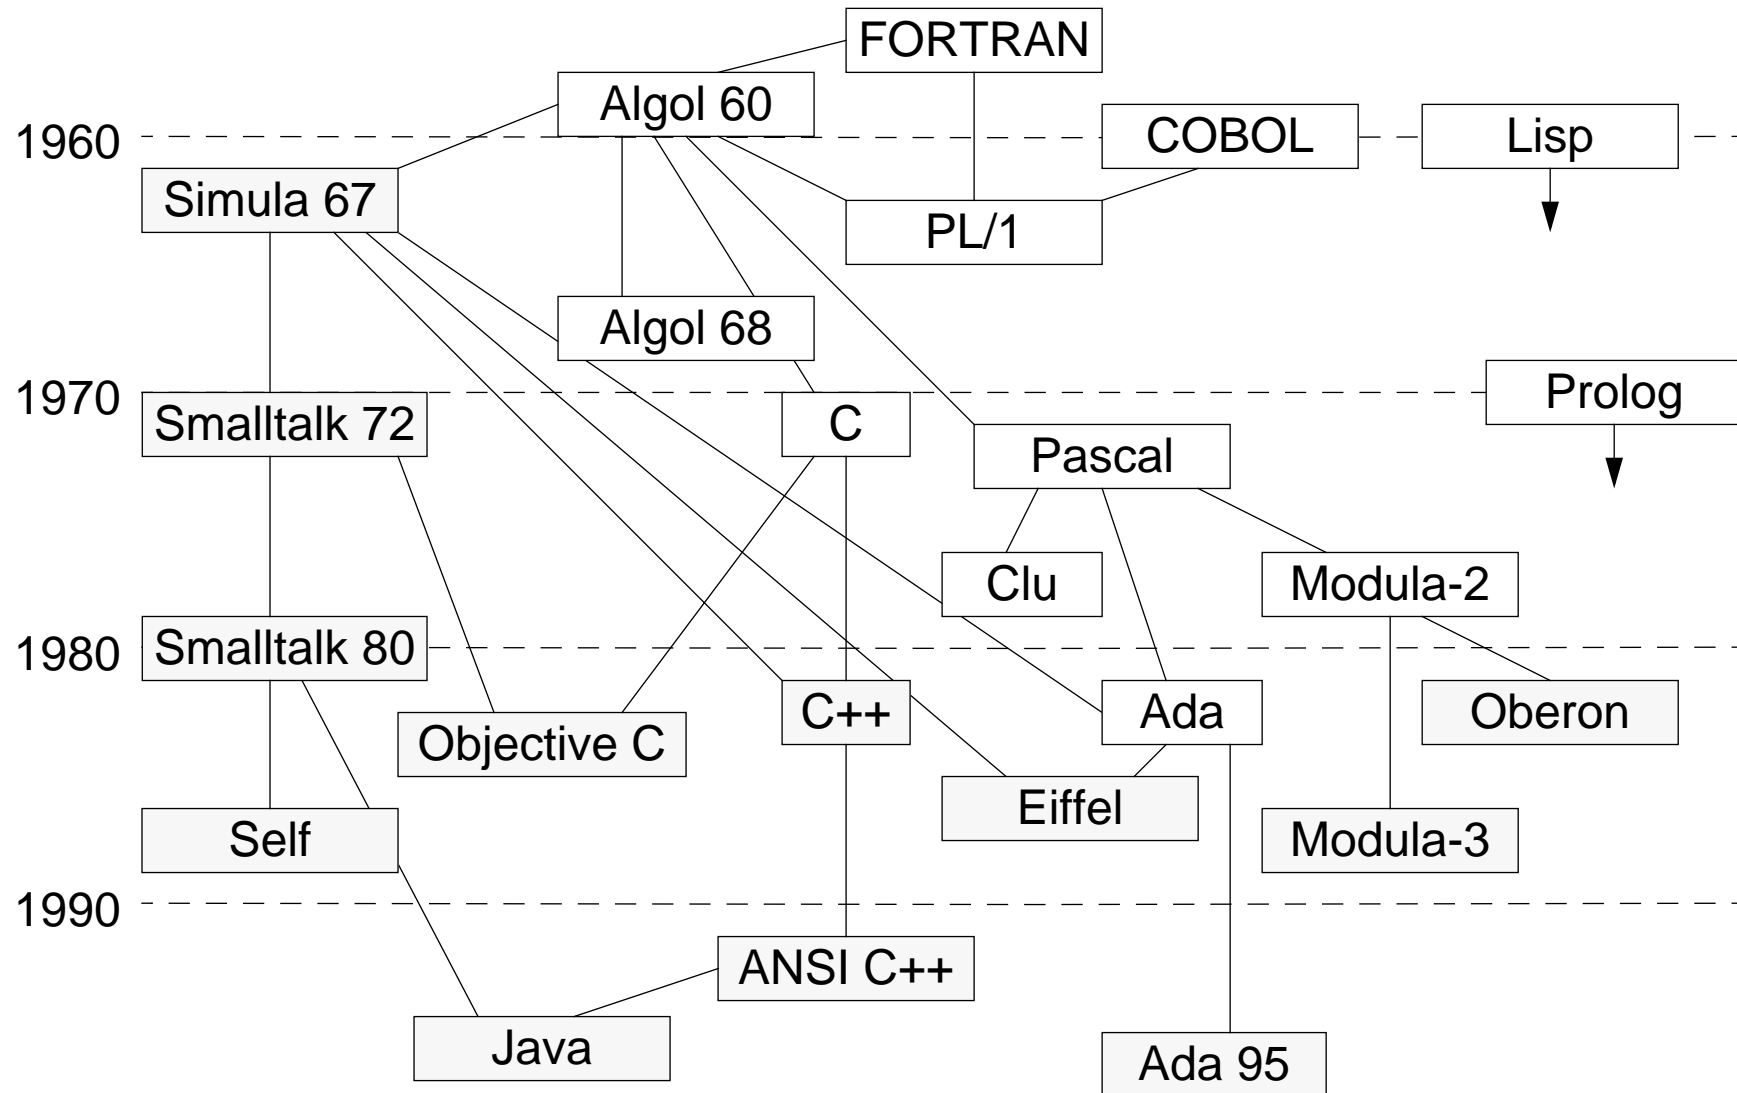 FORTRAN
Algol 60
1960
COBOL
Lisp
Simula 67
PL/1
Algol 68
1970
Prolog
Smalltalk 72
C
Pascal
Clu
Modula-2
1980
Smalltalk 80
C++
Ada
Oberon
Objective C
Eiffel
Self
Modula-3
1990
ANSI C++
Java
Ada 95